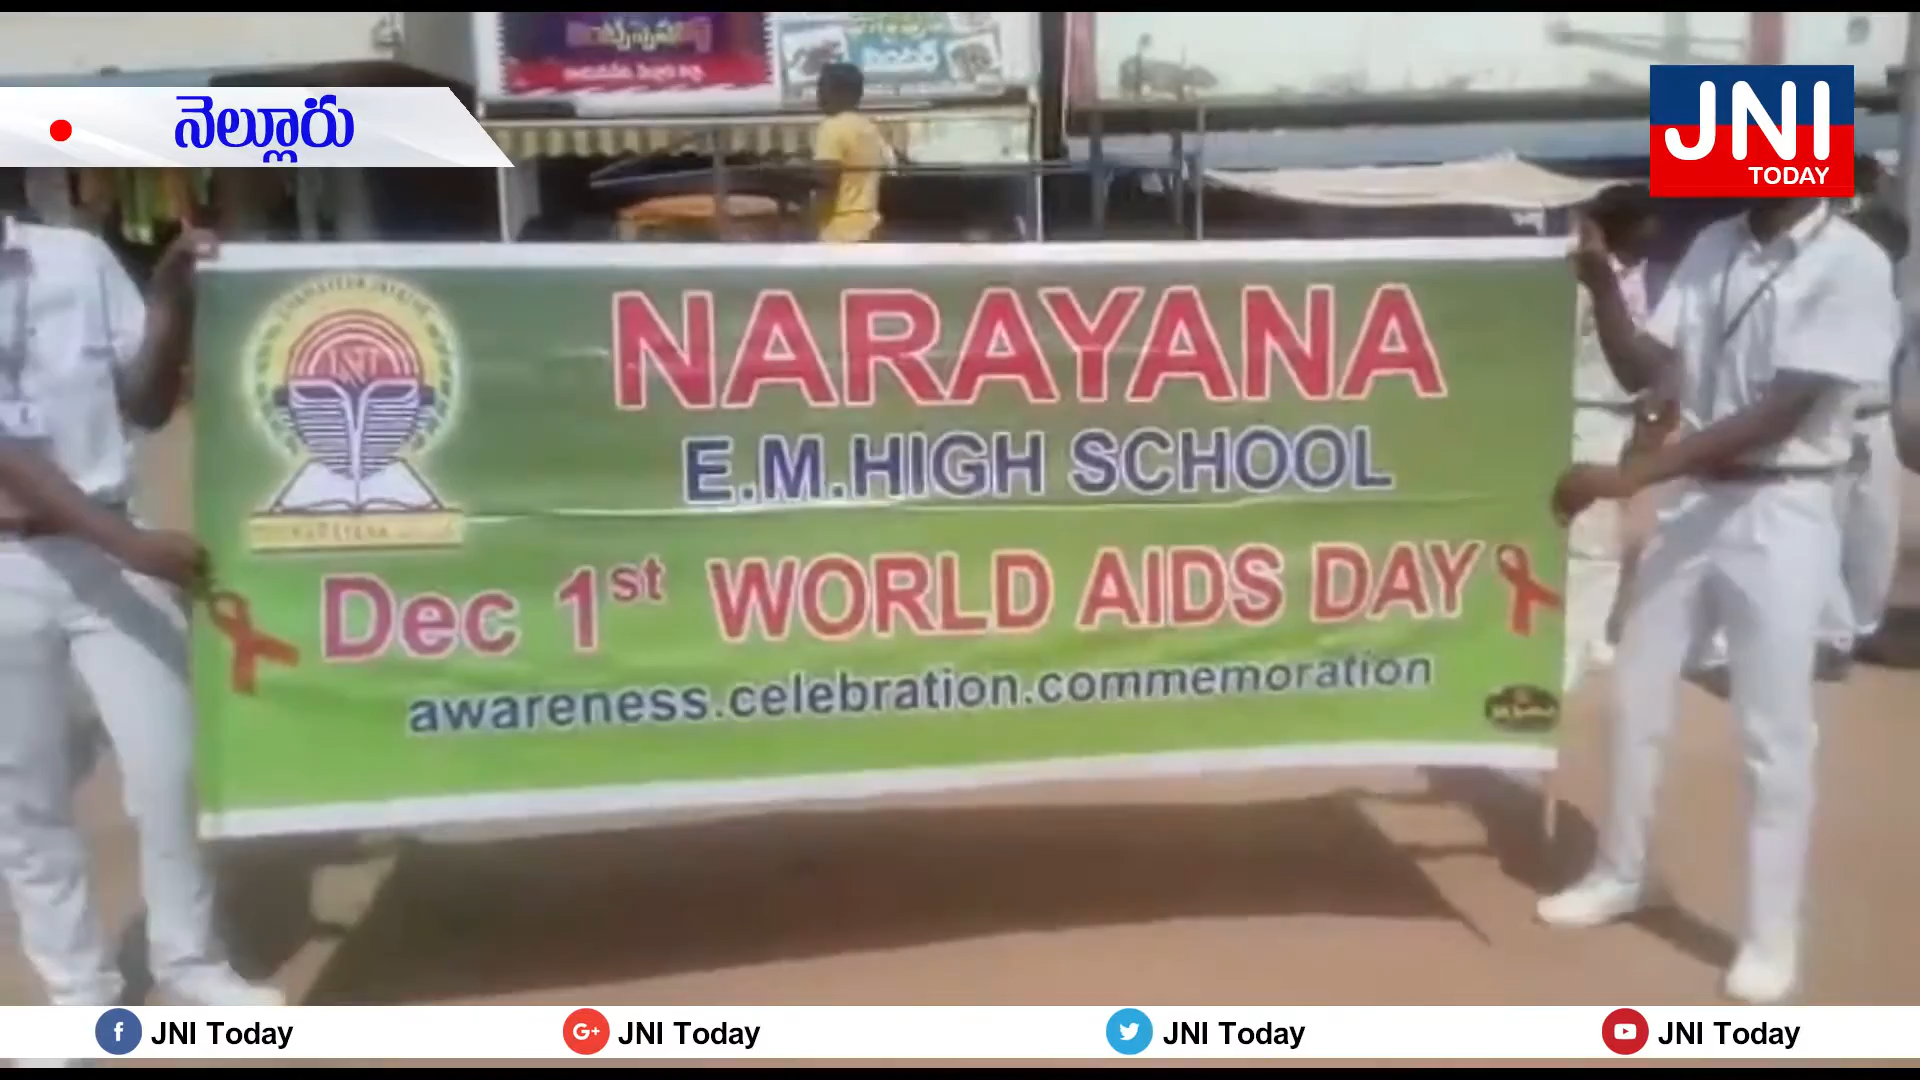 నెల్లూరు
JNI
TODAY
NARAYANA
E.M.HIGH SCHOOL
Dec 1st WORLD AIDS DAY
awareness.celebration.commemoration
JNI Today
JNI Today
JNI Today
JNI Today